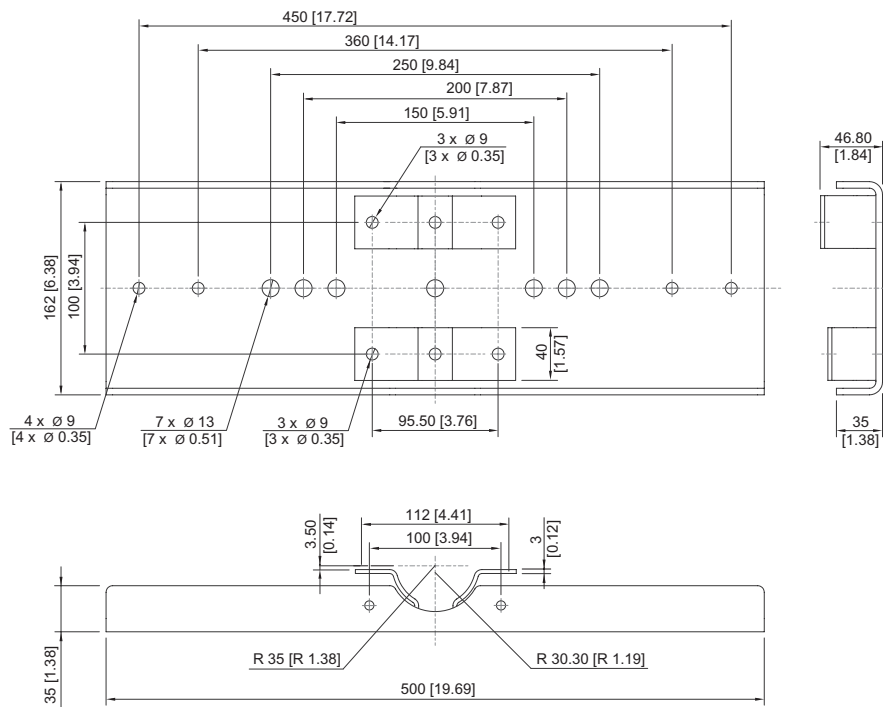 450 [17.72]
360 [14.17]
250 [9.84]
200 [7.87]
150 [5.91]
3 x Ø 9
[3 x Ø 0.35]
46.80
[1.84]
162 [6.38]
100 [3.94]
40
[1.57]
4 x Ø 9
[4 x Ø 0.35]
7 x Ø 13
[7 x Ø 0.51]
3 x Ø 9
[3 x Ø 0.35]
95.50 [3.76]
35
[1.38]
3.50
[0.14]
112 [4.41]
100 [3.94]
3
[0.12]
R 35 [R 1.38]
R 30.30 [R 1.19]
35 [1.38]
500 [19.69]